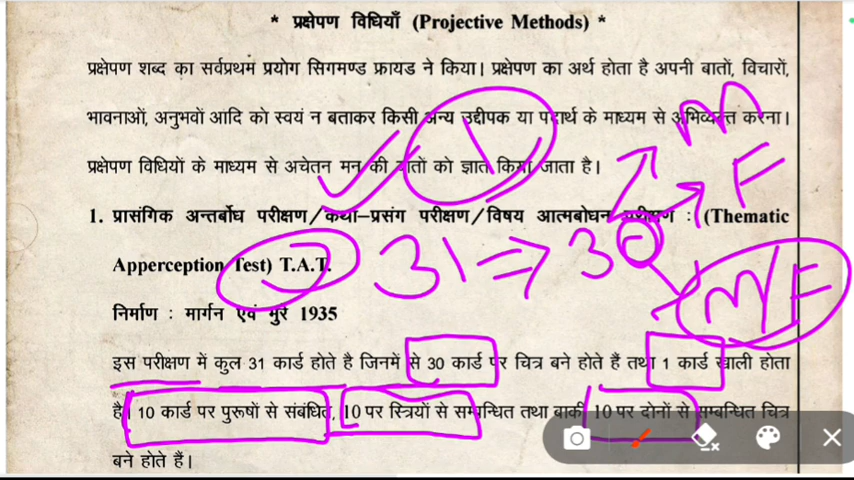 * प्रक्षेपण विधियाँ (Projective Methods) *
प्रक्षेपण शब्द का सर्वप्रथम प्रयोग सिगमण्ड फ्रायड ने किया। प्रक्षेपण का अर्थ होता है अपनी बातों, विचारों,
भावनाओं, अनुभवों आदि को स्वयं न बताकर किसी अन्य उद्दीपक या पदार्थ के माध्यम से अभिव्यक्त करना।
प्रक्षेपण विधियों के माध्यम से अचेतन मन की बातों को ज्ञात किया जाता है।
1. प्रासंगिक अन्तर्बोध परीक्षण/कथा-प्रसंग परीक्षण/विषय आत्मबोधन परीक्षण : (Thematic
Apperception Test) T.A.T.
निर्माण : मार्गन एवं मुर्रे 1935
इस परीक्षण में कुल 31 कार्ड होते है जिनमें से 30 कार्ड पर चित्र बने होते हैं तथा 1 कार्ड खाली होता
है। 10 कार्ड पर पुरूषों से संबंधित, 10 पर स्त्रियों से सम्बन्धित तथा बाकी 10 पर दोनों से सम्बन्धित चित्र
बने होते हैं।
1
M
F
31 => 30
M/F